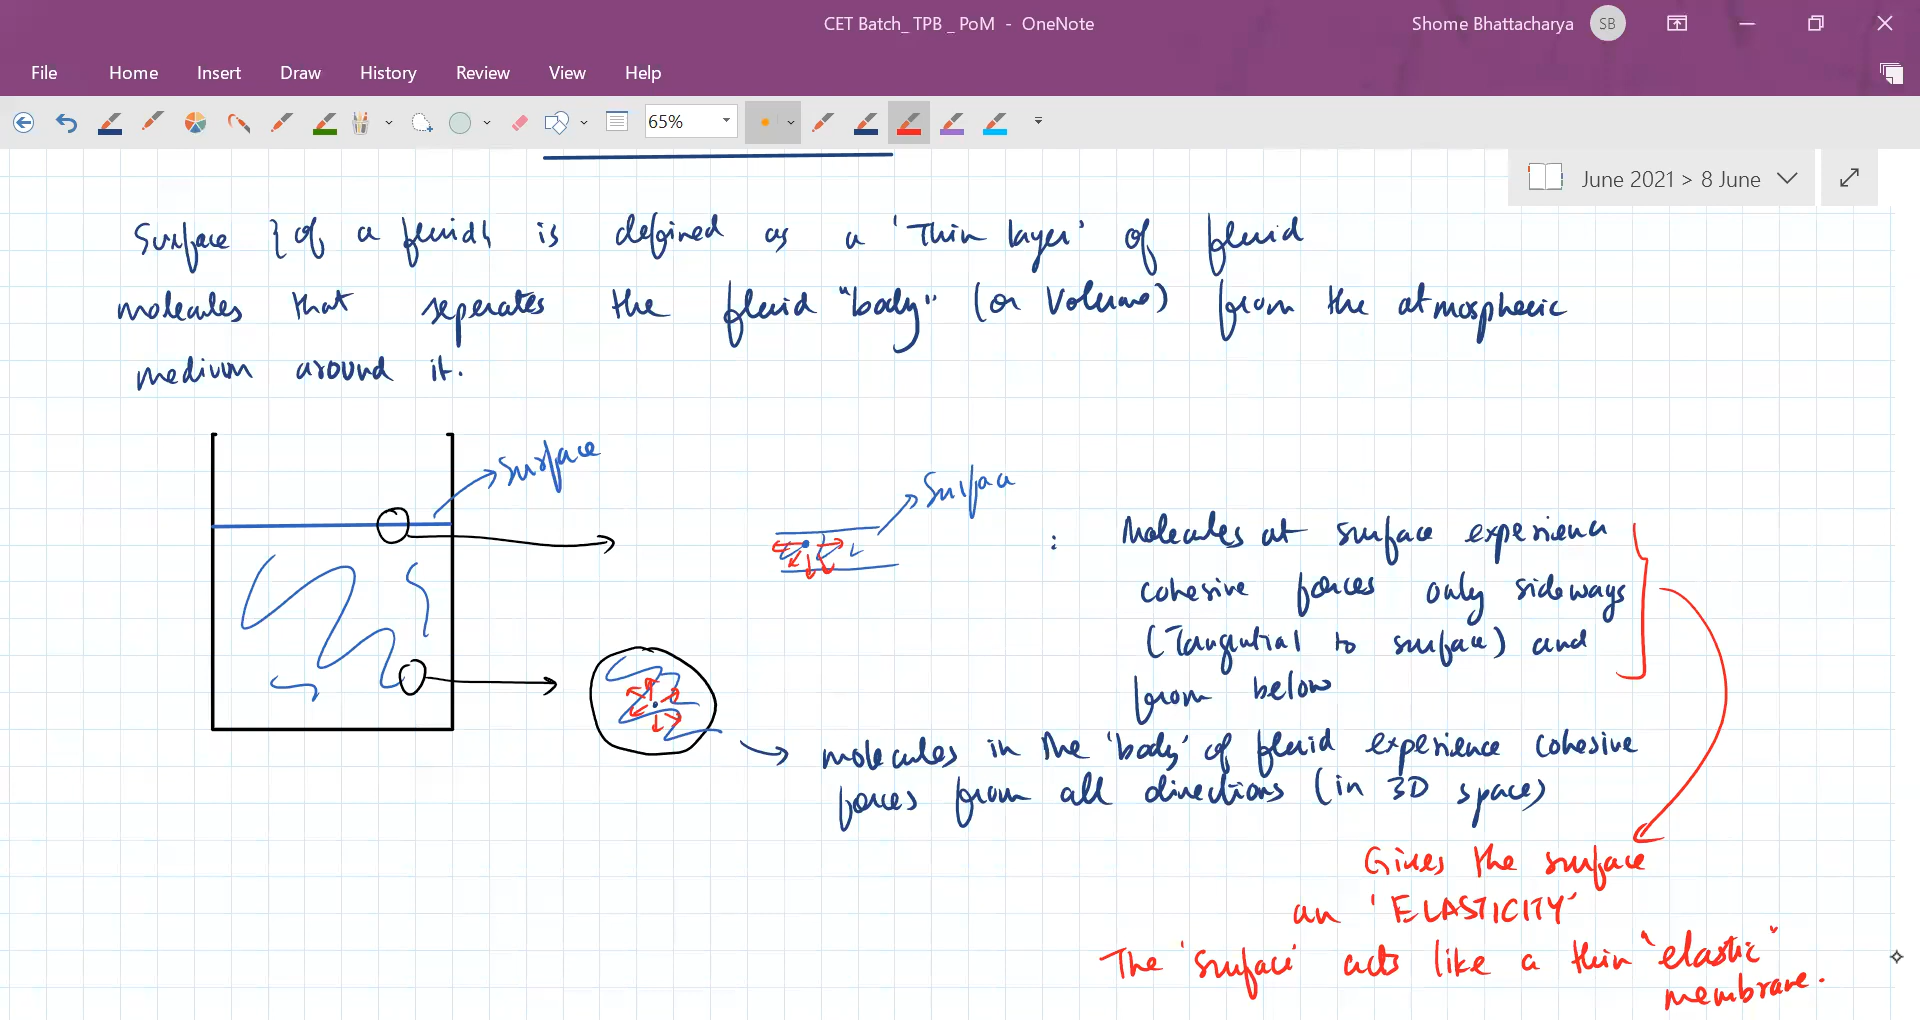 CET Batch_ TPB _ PoM - OneNote
Shome Bhattacharya SB
File Home Insert Draw History Review View Help
65%
June 2021 > 8 June
Surface {of a fluid} is defined as a 'Thin layer' of fluid
molecules that seperates the fluid "body" (or Volume) from the atmospheric
medium around it.
Surface
Surface
: Molecules at surface experience
cohesive forces only sideways
(Tangential to surface) and
from below
molecules in the 'body' of fluid experience cohesive
forces from all directions (in 3D space)
Gives the surface
an 'ELASTICITY'
The 'surface' acts like a thin "elastic"
membrane.